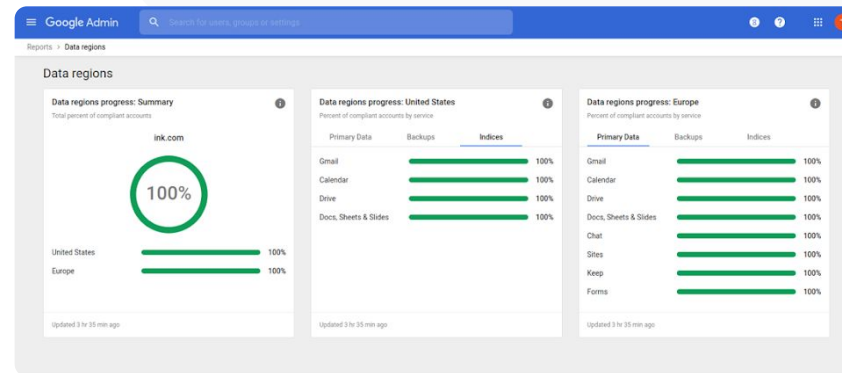 Google Admin
Search for users, groups or settings
Reports > Data regions
Data regions
Data regions progress: Summary
Total percent of compliant accounts
ink.com
100%
United States 100%
Europe 100%
Updated 3 hr 35 min ago
Data regions progress: United States
Percent of compliant accounts by service
Primary Data Backups Indices
Gmail 100%
Calendar 100%
Drive 100%
Docs, Sheets & Slides 100%
Updated 3 hr 35 min ago
Data regions progress: Europe
Percent of compliant accounts by service
Primary Data Backups Indices
Gmail 100%
Calendar 100%
Drive 100%
Docs, Sheets & Slides 100%
Chat 100%
Sites 100%
Keep 100%
Forms 100%
Updated 3 hr 35 min ago